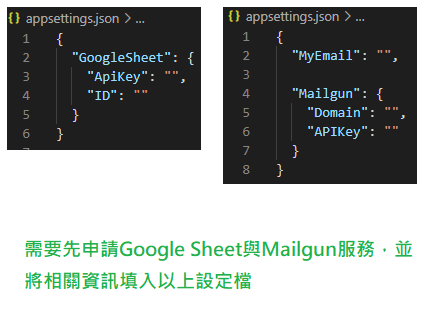 {} appsettings.json > ...
1 {
2 "GoogleSheet": {
3 "ApiKey": "",
4 "ID": ""
5 }
6 }
{} appsettings.json > ...
1 {
2 "MyEmail": "",
3
4 "Mailgun": {
5 "Domain": "",
6 "APIKey": ""
7 }
8 }
需要先申請Google Sheet與Mailgun服務，並
將相關資訊填入以上設定檔